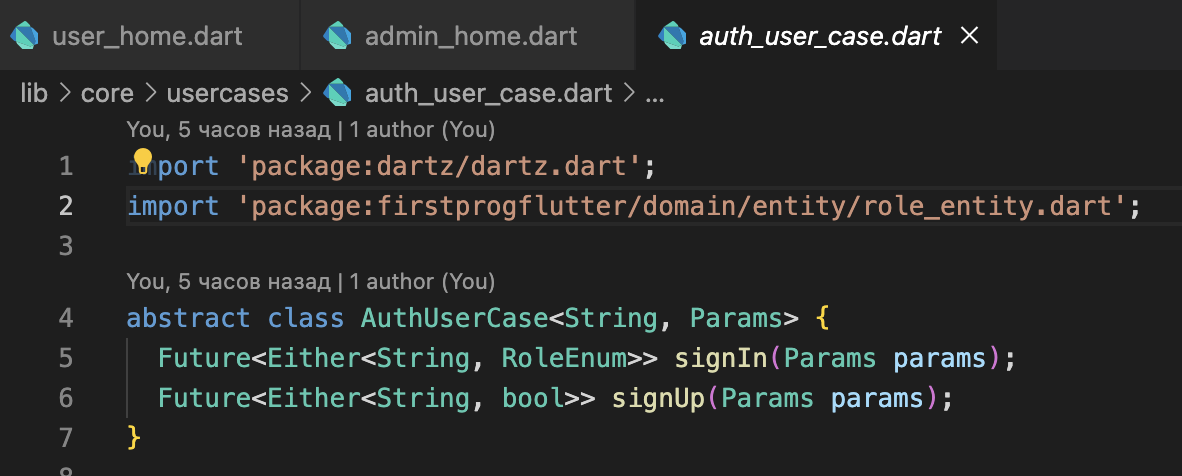 user_home.dart admin_home.dart auth_user_case.dart ×
lib > core > usercases > auth_user_case.dart > ...
You, 5 часов назад | 1 author (You)
1 import 'package:dartz/dartz.dart';
2 import 'package:firstprogflutter/domain/entity/role_entity.dart';
3
You, 5 часов назад | 1 author (You)
4 abstract class AuthUserCase<String, Params> {
5 Future<Either<String, RoleEnum>> signIn(Params params);
6 Future<Either<String, bool>> signUp(Params params);
7 }
8